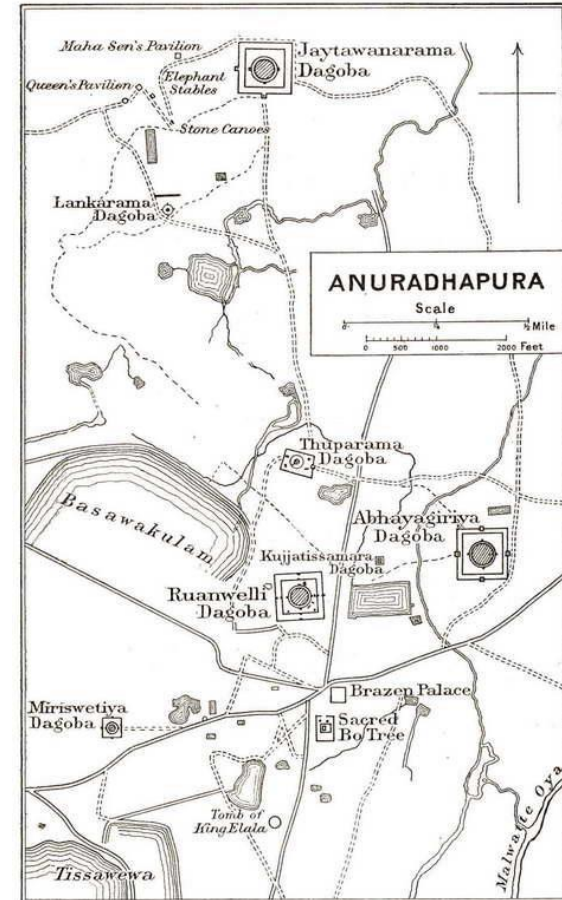 Maha Sen's Pavilion
Jaytawanarama
Dagoba
Queen's Pavilion
Elephant
Stables
Stone Canoes
Lankárama
Dagoba
ANURADHAPURA
Scale
0 ¼ ½ Mile
0 500 1000 2000 Feet
Thuparama
Dagoba
Basawakulam
Abhayagiriya
Dagoba
Kujjatissamara
Dagoba
Ruanwelli
Dagoba
Brazen Palace
Miriswetiya
Dagoba
Sacred
Bo Tree
Tomb of
King Elala
Tissawewa
Malwatte Oya